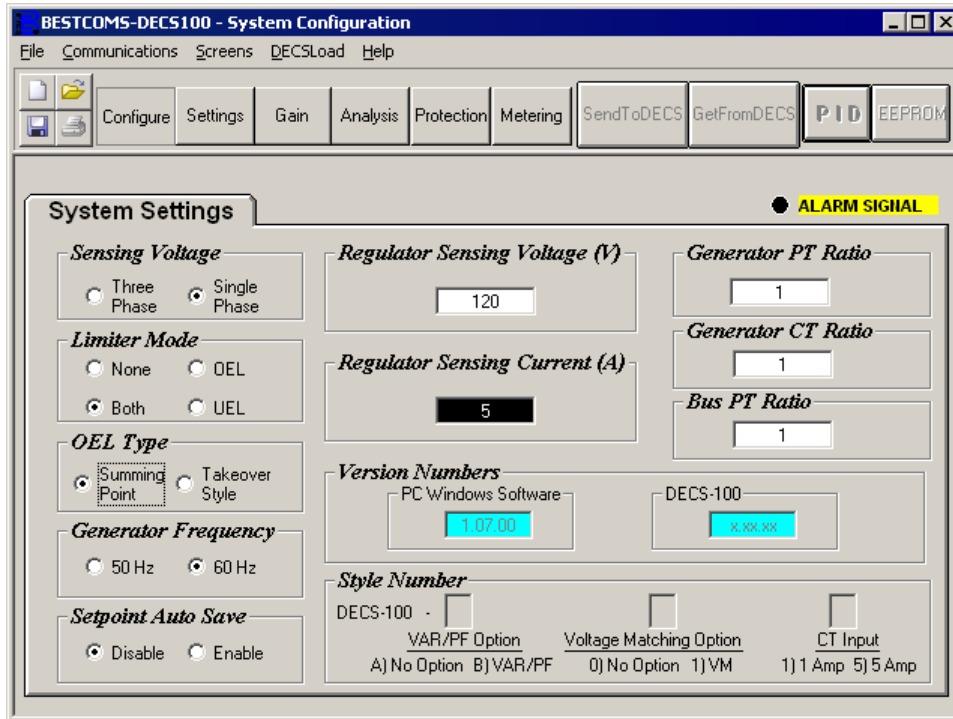 BESTCOMS-DECS100 - System Configuration
File Communications Screens DECSLoad Help
Configure Settings Gain Analysis Protection Metering SendToDECS GetFromDECS PID EEPROM
System Settings
ALARM SIGNAL
Sensing Voltage
Three Phase
Single Phase
Limiter Mode
None
OEL
Both
UEL
OEL Type
Summing Point
Takeover Style
Generator Frequency
50 Hz
60 Hz
Setpoint Auto Save
Disable
Enable
Regulator Sensing Voltage (V)
120
Regulator Sensing Current (A)
5
Generator PT Ratio
1
Generator CT Ratio
1
Bus PT Ratio
1
Version Numbers
PC Windows Software
1.07.00
DECS-100
x.xx.xx
Style Number
DECS-100 -
VAR/PF Option
A) No Option B) VAR/PF
Voltage Matching Option
0) No Option 1) VM
CT Input
1) 1 Amp 5) 5 Amp